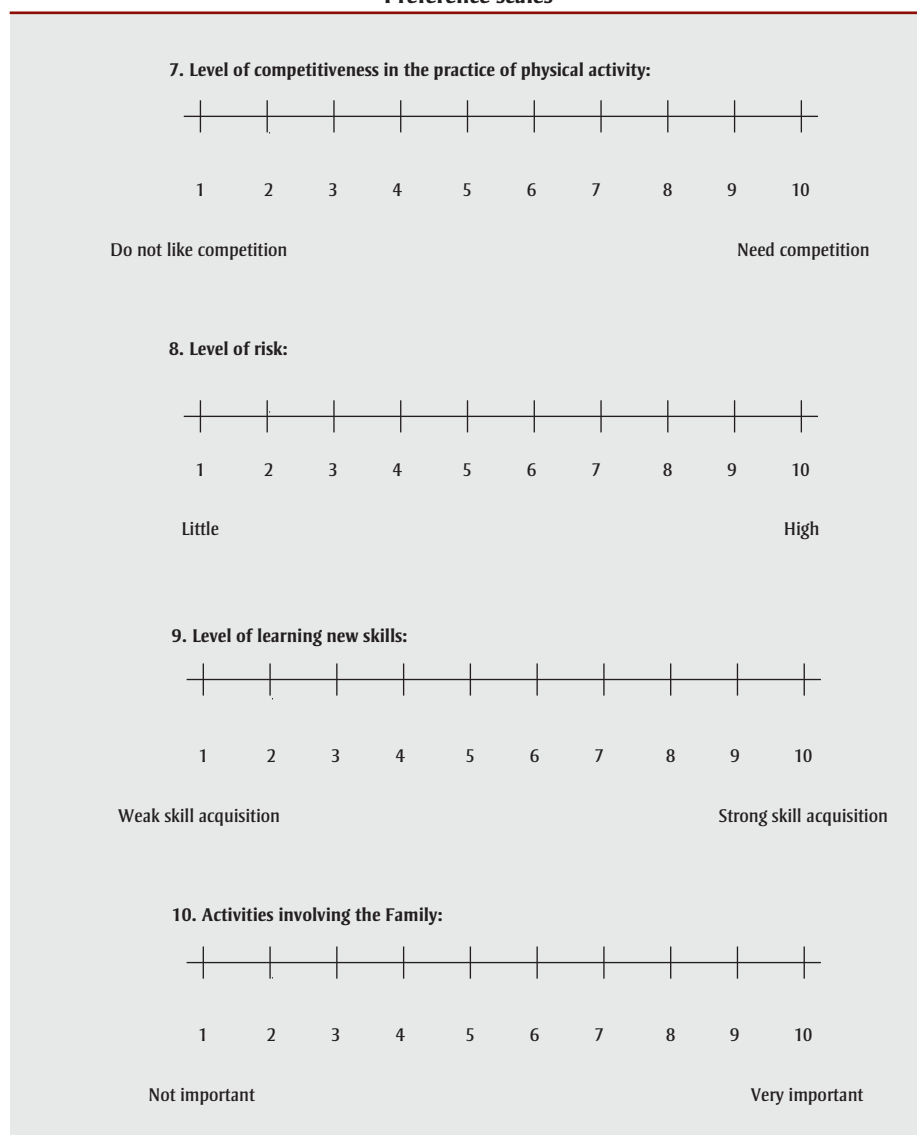 Preference scales
7. Level of competitiveness in the practice of physical activity:
1 2 3 4 5 6 7 8 9 10
Do not like competition Need competition
8. Level of risk:
1 2 3 4 5 6 7 8 9 10
Little High
9. Level of learning new skills:
1 2 3 4 5 6 7 8 9 10
Weak skill acquisition Strong skill acquisition
10. Activities involving the Family:
1 2 3 4 5 6 7 8 9 10
Not important Very important